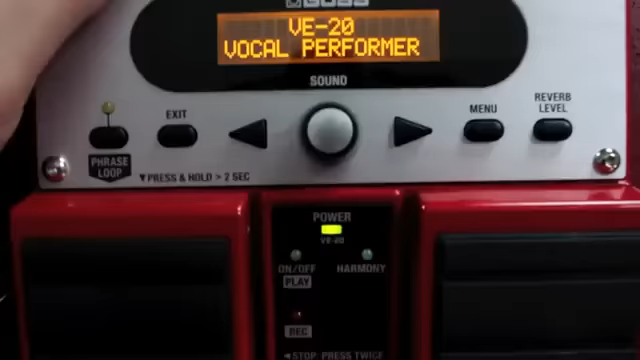 VE-20
VOCAL PERFORMER
SOUND
EXIT
MENU
REVERB
LEVEL
PHRASE
LOOP
▼PRESS & HOLD > 2 SEC
POWER
VE-20
ON/OFF
HARMONY
PLAY
REC
◀STOP: PRESS TWICE